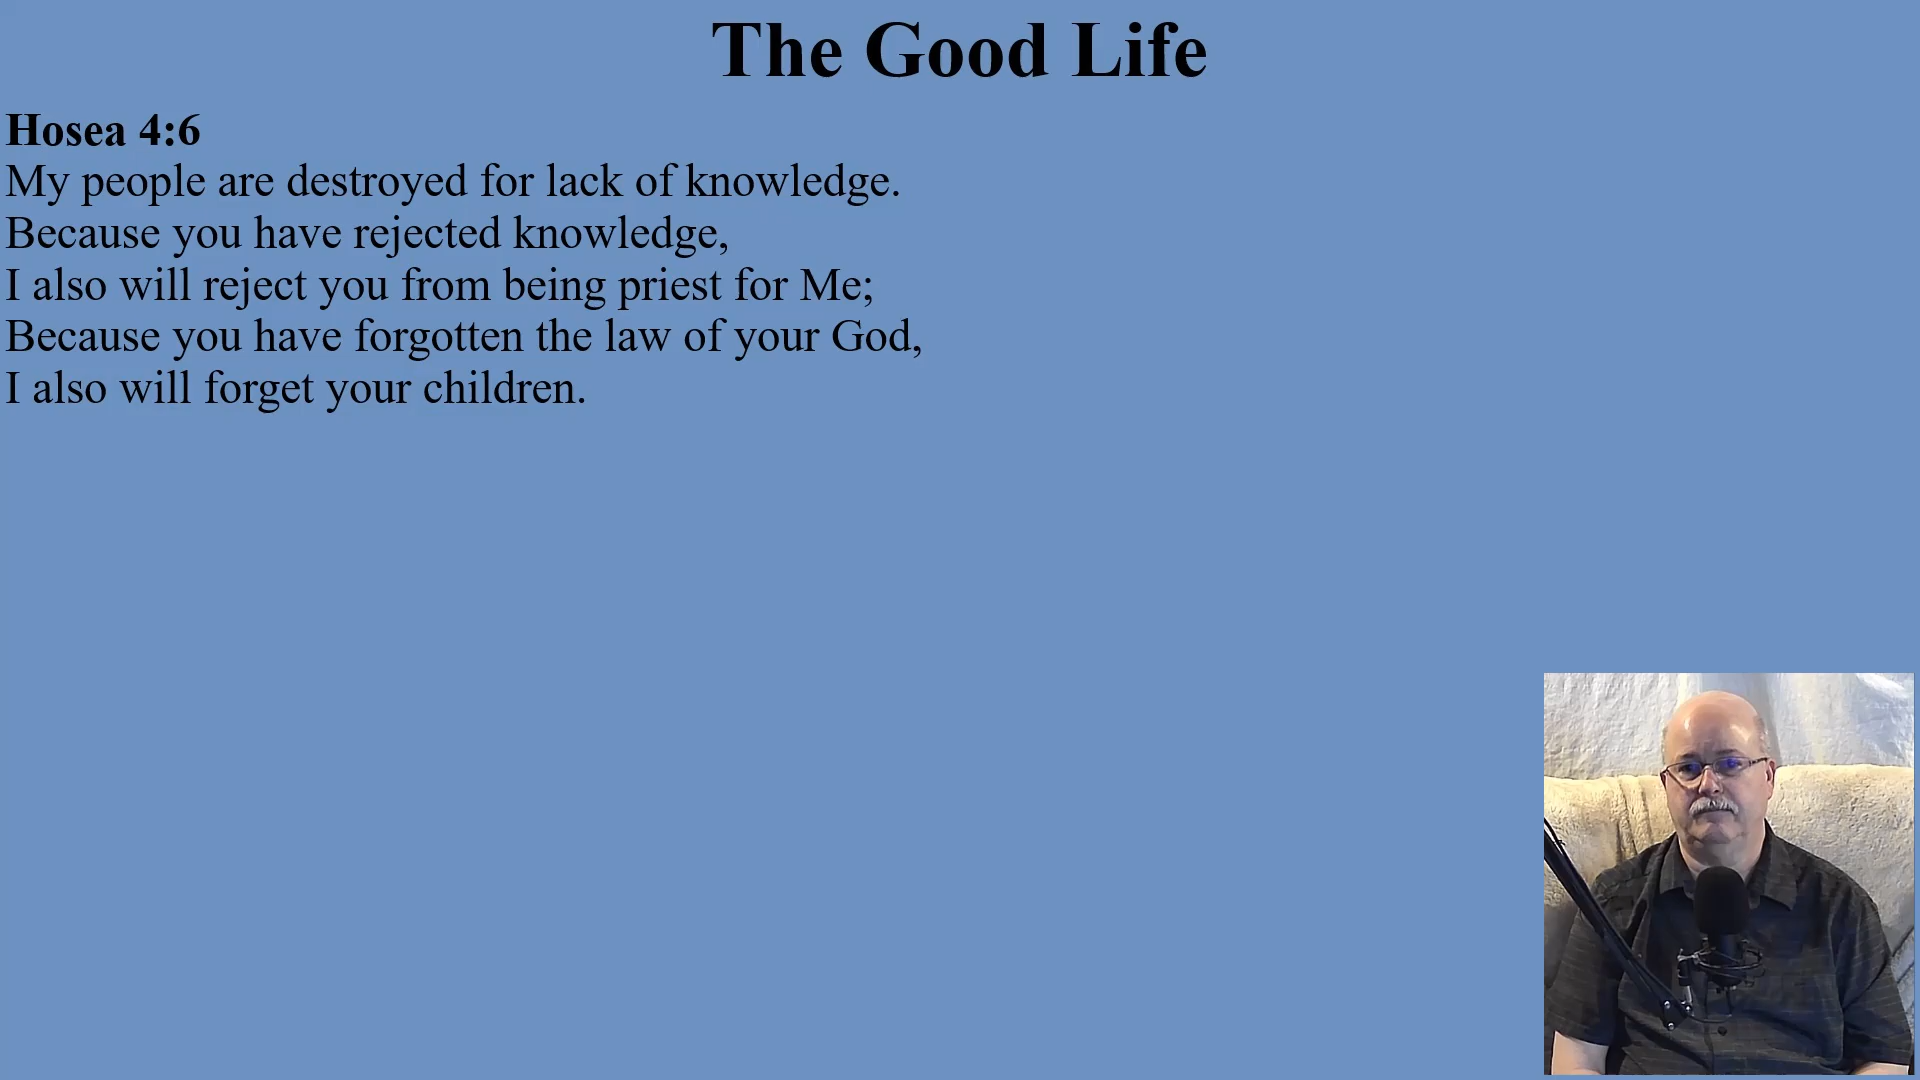 The Good Life
Hosea 4:6
My people are destroyed for lack of knowledge.
Because you have rejected knowledge,
I also will reject you from being priest for Me;
Because you have forgotten the law of your God,
I also will forget your children.